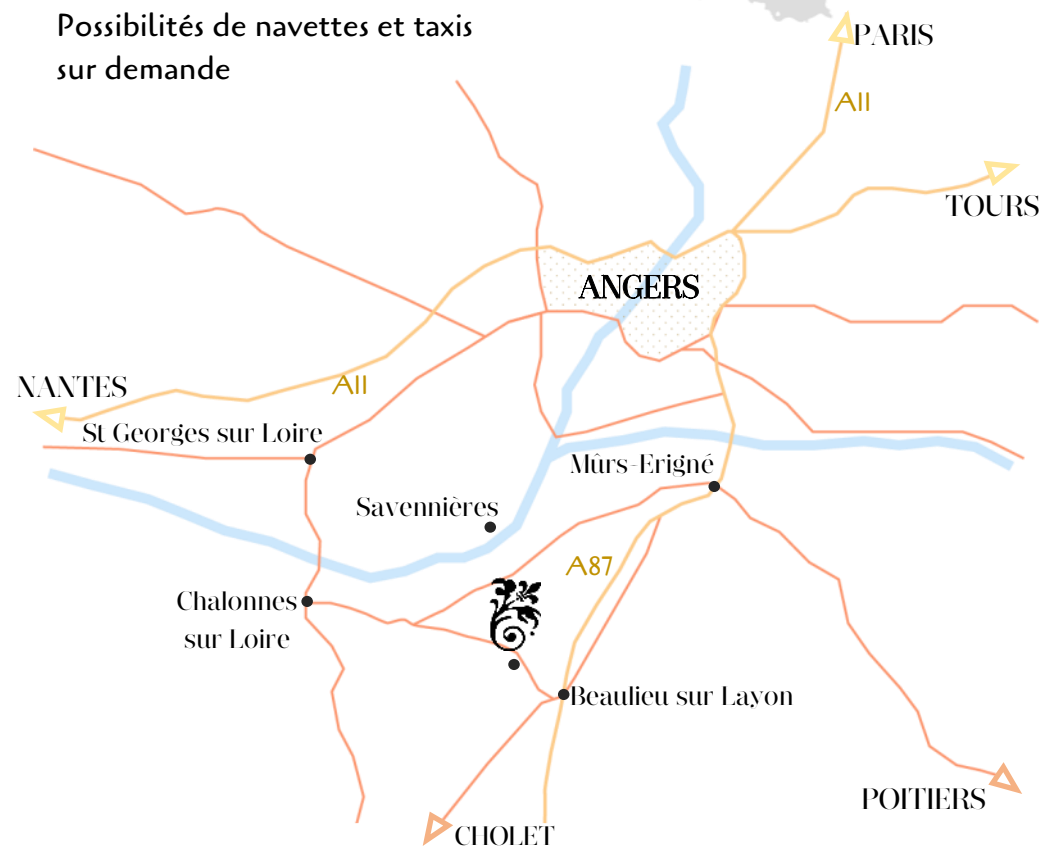 Possibilités de navettes et taxis
sur demande
PARIS
A11
TOURS
ANGERS
NANTES
A11
St Georges sur Loire
Mûrs-Erigné
Savennières
A87
Chalonnes
sur Loire
Beaulieu sur Layon
POITIERS
CHOLET